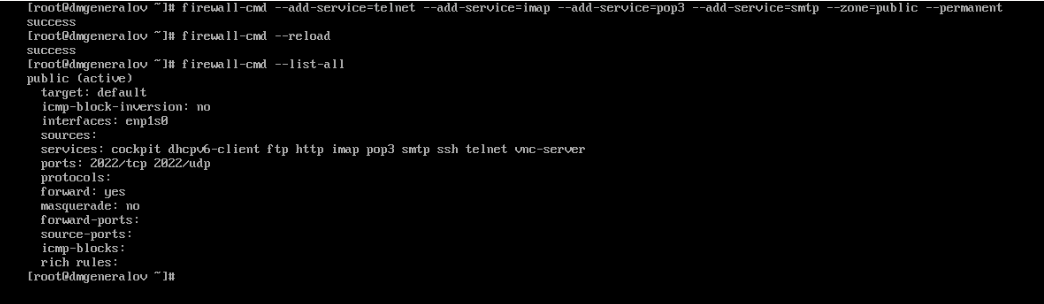 [root@dmgeneralov ~]# firewall-cmd --add-service=telnet --add-service=imap --add-service=pop3 --add-service=smtp --zone=public --permanent
success
[root@dmgeneralov ~]# firewall-cmd --reload
success
[root@dmgeneralov ~]# firewall-cmd --list-all
public (active)
  target: default
  icmp-block-inversion: no
  interfaces: enp1s0
  sources:
  services: cockpit dhcpv6-client ftp http imap pop3 smtp ssh telnet vnc-server
  ports: 2022/tcp 2022/udp
  protocols:
  forward: yes
  masquerade: no
  forward-ports:
  source-ports:
  icmp-blocks:
  rich rules:
[root@dmgeneralov ~]#